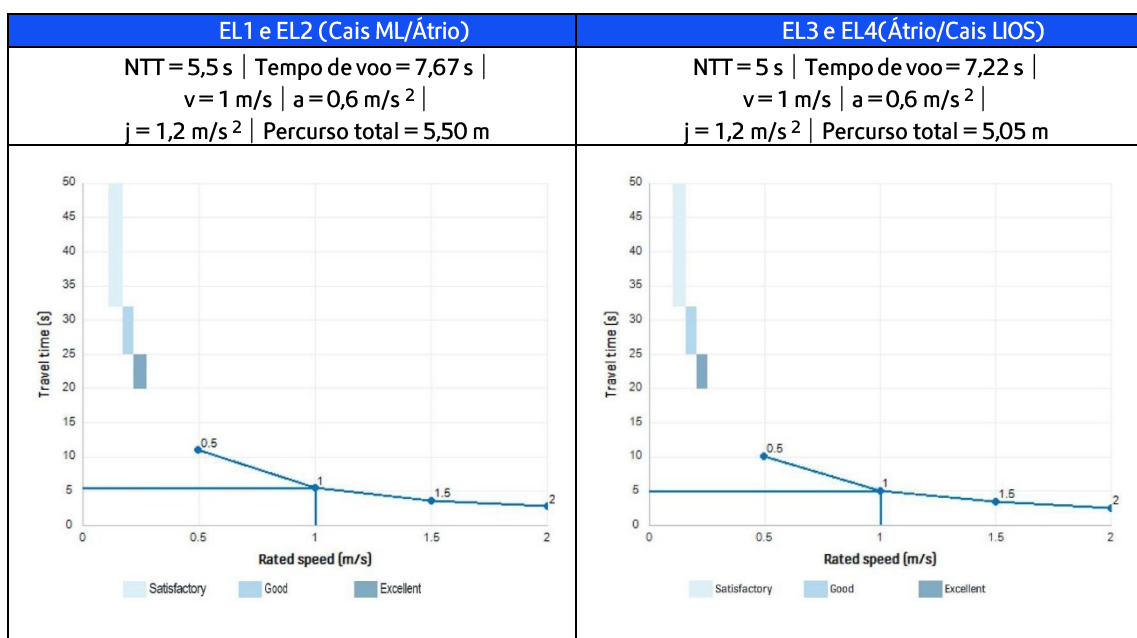 EL1 e EL2 (Cais ML/Átrio)
NTT = 5,5 s | Tempo de voo = 7,67 s |
v = 1 m/s | a = 0,6 m/s ² |
j = 1,2 m/s ² | Percurso total = 5,50 m
50
45
40
35
30
25
20
15
10
5
0
Travel time (s)
0.5
1
1.5
2
0
0.5
1
1.5
2
Rated speed (m/s)
Satisfactory
Good
Excellent
EL3 e EL4(Átrio/Cais LIOS)
NTT = 5 s | Tempo de voo = 7,22 s |
v = 1 m/s | a = 0,6 m/s ² |
j = 1,2 m/s ² | Percurso total = 5,05 m
50
45
40
35
30
25
20
15
10
5
0
Travel time (s)
0.5
1
1.5
2
0
0.5
1
1.5
2
Rated speed (m/s)
Satisfactory
Good
Excellent